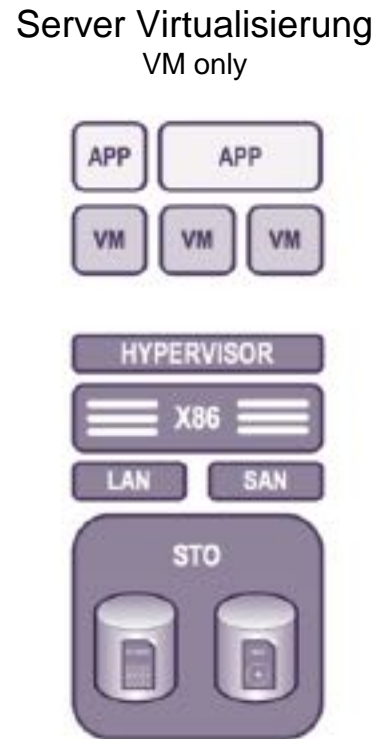 Server Virtualisierung
VM only
APP APP
VM VM VM
HYPERVISOR
X86
LAN SAN
STO